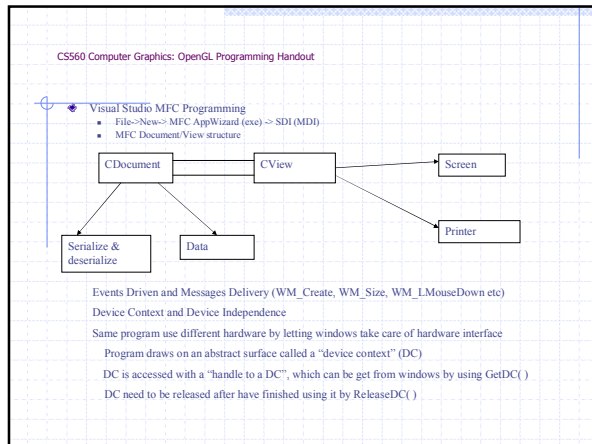 CS560 Computer Graphics: OpenGL Programming Handout
Visual Studio MFC Programming
File->New-> MFC AppWizard (exe) -> SDI (MDI)
MFC Document/View structure
CDocument
CView
Screen
Printer
Serialize &
deserialize
Data
Events Driven and Messages Delivery (WM_Create, WM_Size, WM_LMouseDown etc)
Device Context and Device Independence
Same program use different hardware by letting windows take care of hardware interface
Program draws on an abstract surface called a “device context” (DC)
DC is accessed with a “handle to a DC”, which can be get from windows by using GetDC( )
DC need to be released after have finished using it by ReleaseDC( )